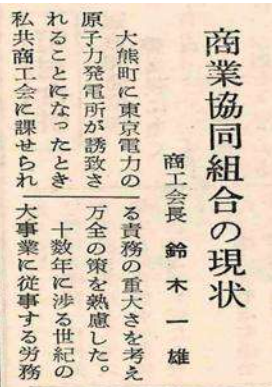 商業協同組合の現状
商工会長 鈴木一雄
大熊町に東京電力の
原子力発電所が誘致さ
れることになったとき
私共商工会に課せられ
る責務の重大さを考え
万全の策を熟慮した。
十数年に渉る世紀の
大事業に従事する労務